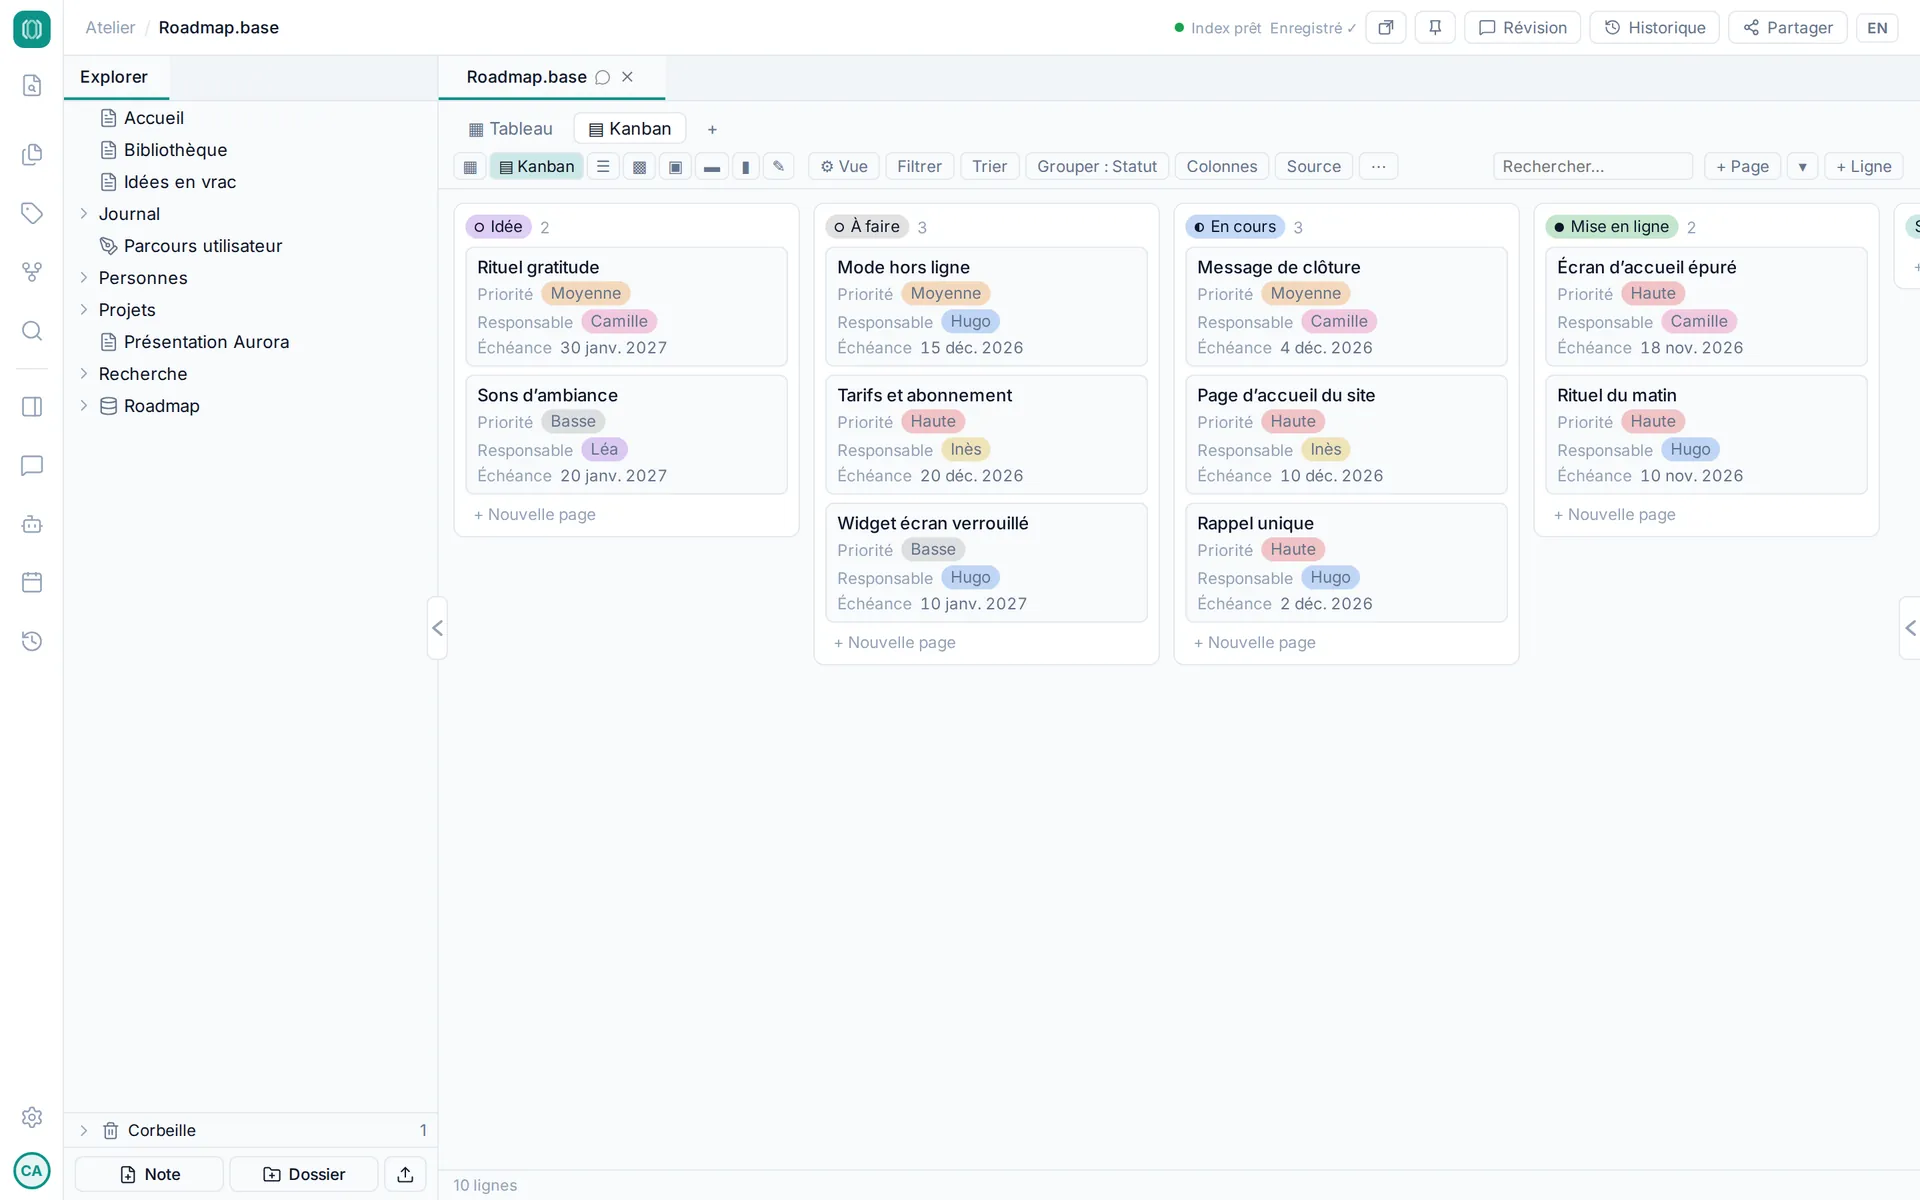 Atelier / Roadmap.base
Index prêt Enregistré ✓
Révision
Historique
Partager
EN
Explorer
Roadmap.base
Accueil
Bibliothèque
Idées en vrac
Journal
Parcours utilisateur
Personnes
Projets
Présentation Aurora
Recherche
Roadmap
Tableau
Kanban
+
Kanban
Vue
Filtrer
Trier
Grouper : Statut
Colonnes
Source
···
Rechercher...
+ Page
+ Ligne
Idée 2
Rituel gratitude
Priorité Moyenne
Responsable Camille
Échéance 30 janv. 2027
Sons d’ambiance
Priorité Basse
Responsable Léa
Échéance 20 janv. 2027
+ Nouvelle page
À faire 3
Mode hors ligne
Priorité Moyenne
Responsable Hugo
Échéance 15 déc. 2026
Tarifs et abonnement
Priorité Haute
Responsable Inès
Échéance 20 déc. 2026
Widget écran verrouillé
Priorité Basse
Responsable Hugo
Échéance 10 janv. 2027
+ Nouvelle page
En cours 3
Message de clôture
Priorité Moyenne
Responsable Camille
Échéance 4 déc. 2026
Page d’accueil du site
Priorité Haute
Responsable Inès
Échéance 10 déc. 2026
Rappel unique
Priorité Haute
Responsable Hugo
Échéance 2 déc. 2026
+ Nouvelle page
Mise en ligne 2
Écran d’accueil épuré
Priorité Haute
Responsable Camille
Échéance 18 nov. 2026
Rituel du matin
Priorité Haute
Responsable Hugo
Échéance 10 nov. 2026
+ Nouvelle page
Corbeille 1
Note
Dossier
CA
10 lignes